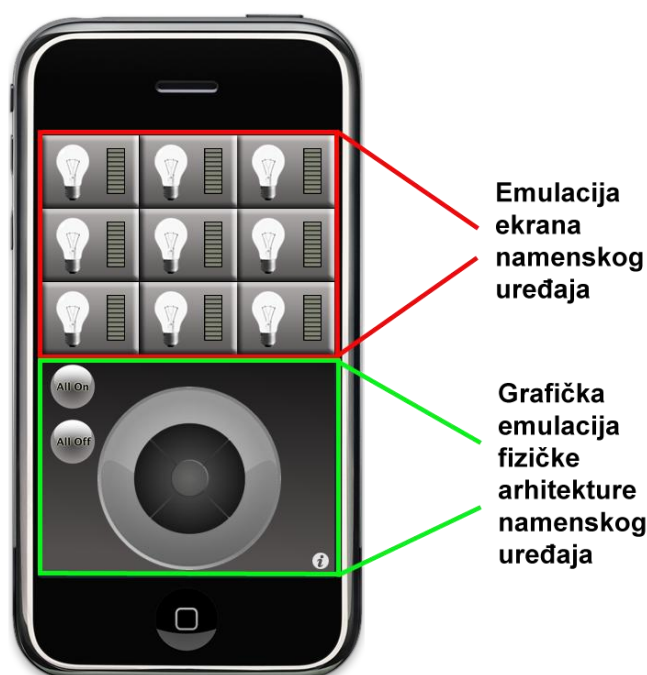 Emulacija
ekrana
namenskog
uređaja
All On
All Off
Grafička
emulacija
fizičke
arhitekture
namenskog
uređaja
i